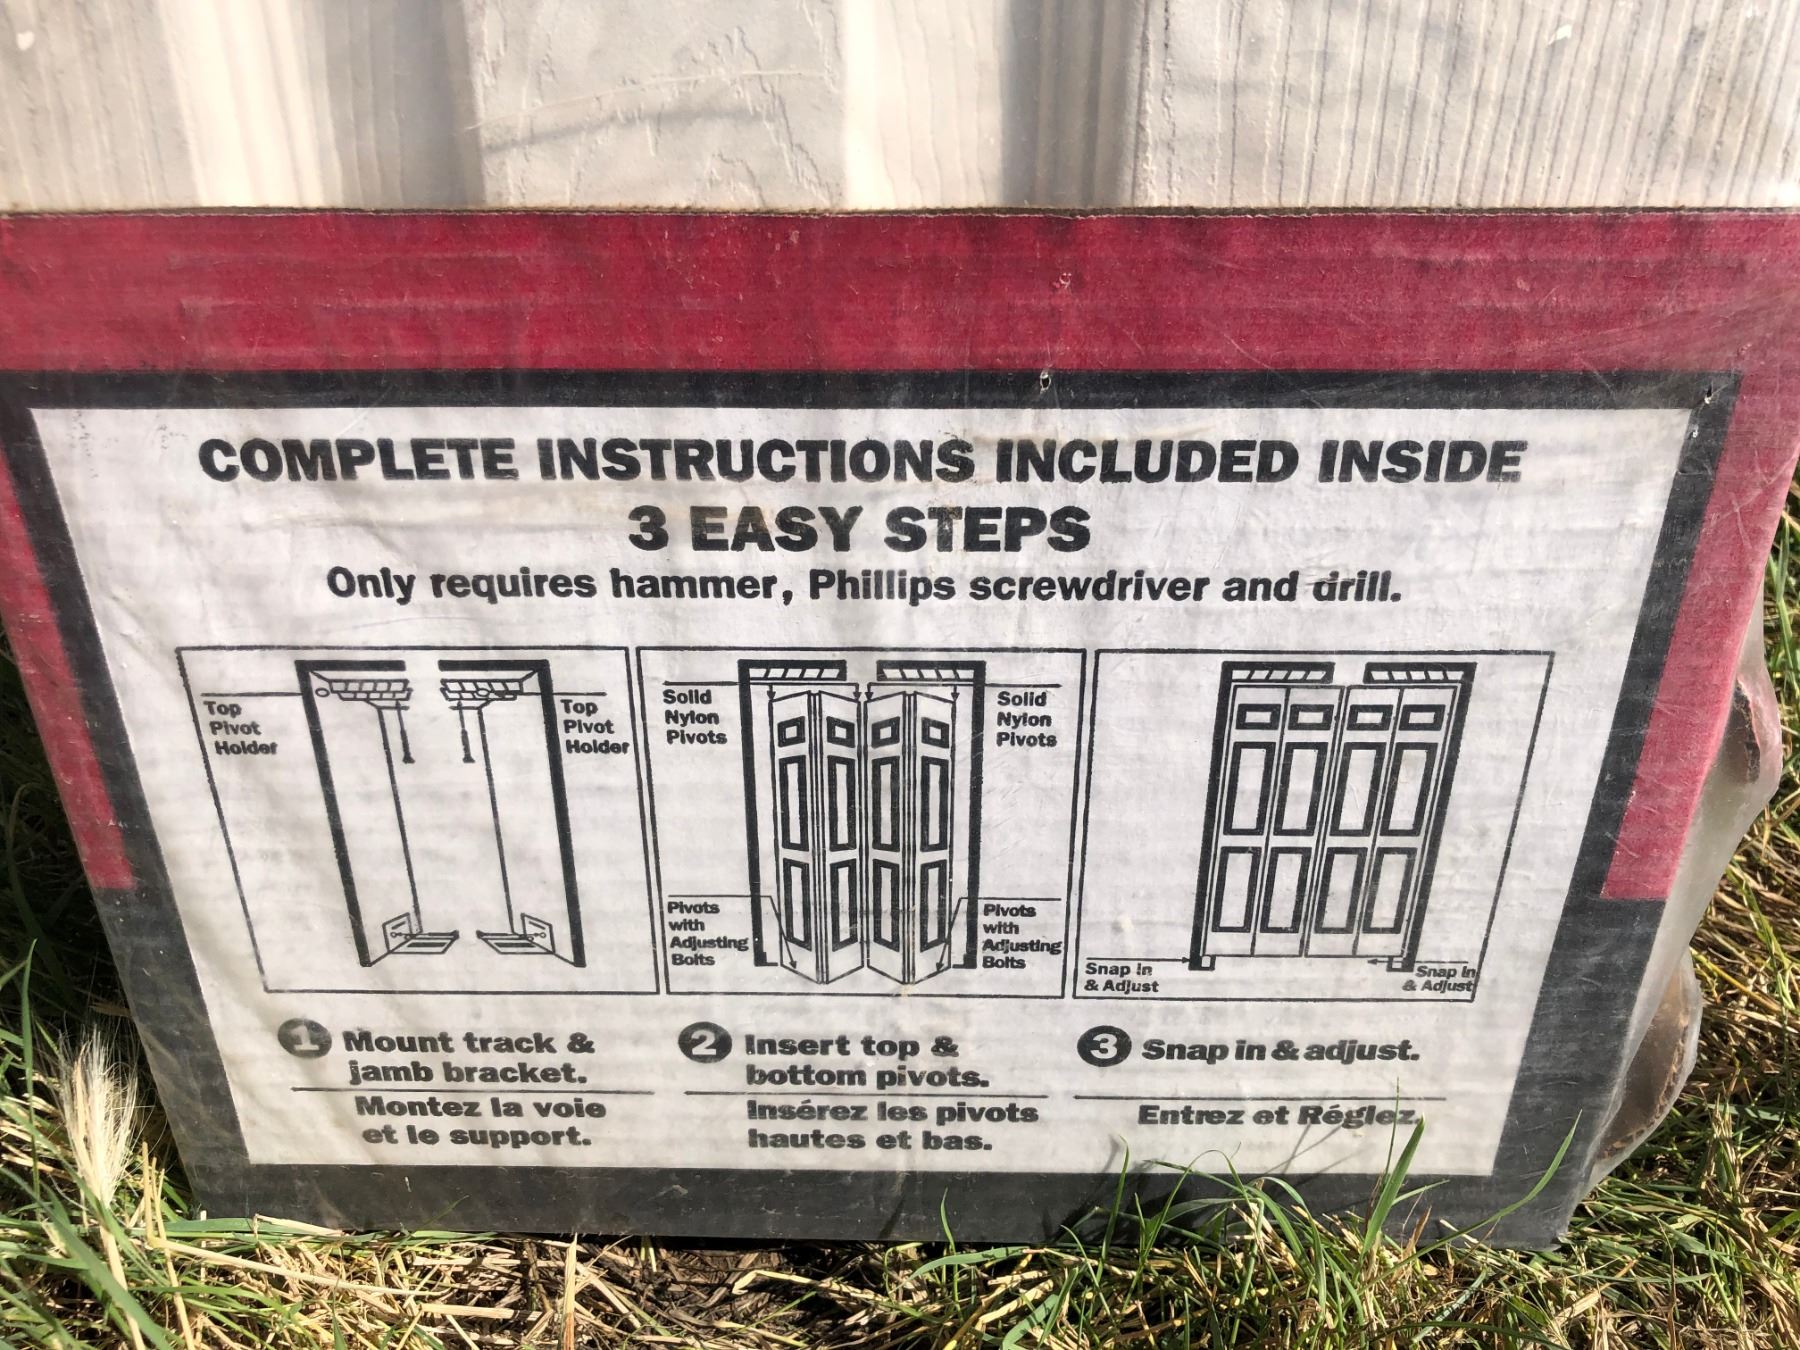 COMPLETE INSTRUCTIONS INCLUDED INSIDE
3 EASY STEPS
Only requires hammer, Phillips screwdriver and drill.
Top
Pivot
Holder
Top
Pivot
Holder
Solid
Nylon
Pivots
Solid
Nylon
Pivots
Pivots
with
Adjusting
Bolts
Pivots
with
Adjusting
Bolts
Snap in
& Adjust
Snap in
& Adjust
1 Mount track &
jamb bracket.
Montez la voie
et le support.
2 Insert top &
bottom pivots.
Insérez les pivots
hautes et bas.
3 Snap in & adjust.
Entrez et Réglez.